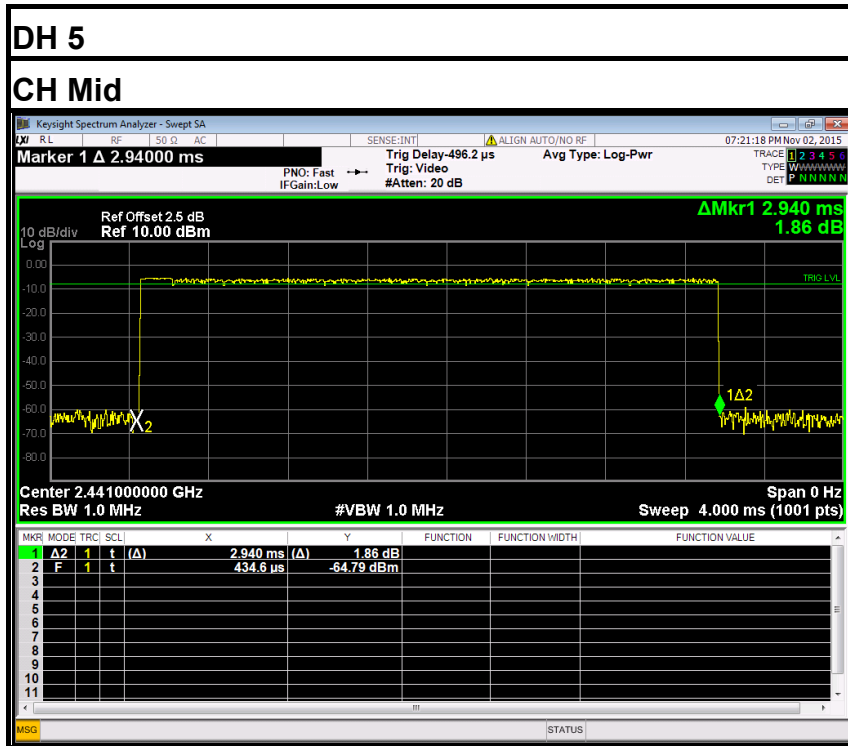 DH 5
CH Mid
Keysight Spectrum Analyzer - Swept SA
LXI RL RF 50 Ω AC SENSE:INT ALIGN AUTO/NO RF 07:21:18 PM Nov 02, 2015
Marker 1 Δ 2.94000 ms Trig Delay-496.2 µs Avg Type: Log-Pwr TRACE 1 2 3 4 5 6
PNO: Fast Trig: Video TYPE WWWWWW
IFGain:Low #Atten: 20 dB DET P N N N N N
ΔMkr1 2.940 ms
1.86 dB
Ref Offset 2.5 dB
10 dB/div Ref 10.00 dBm
Log
0.00
TRIG LVL
-10.0
-20.0
-30.0
-40.0
-50.0
1Δ2
-60.0
2
-70.0
-80.0
Center 2.441000000 GHz Span 0 Hz
Res BW 1.0 MHz #VBW 1.0 MHz Sweep 4.000 ms (1001 pts)
MKR MODE TRC SCL X Y FUNCTION FUNCTION WIDTH FUNCTION VALUE
1 Δ2 1 t (Δ) 2.940 ms (Δ) 1.86 dB
2 F 1 t 434.6 µs -64.79 dBm
3
4
5
6
7
8
9
10
11
MSG STATUS